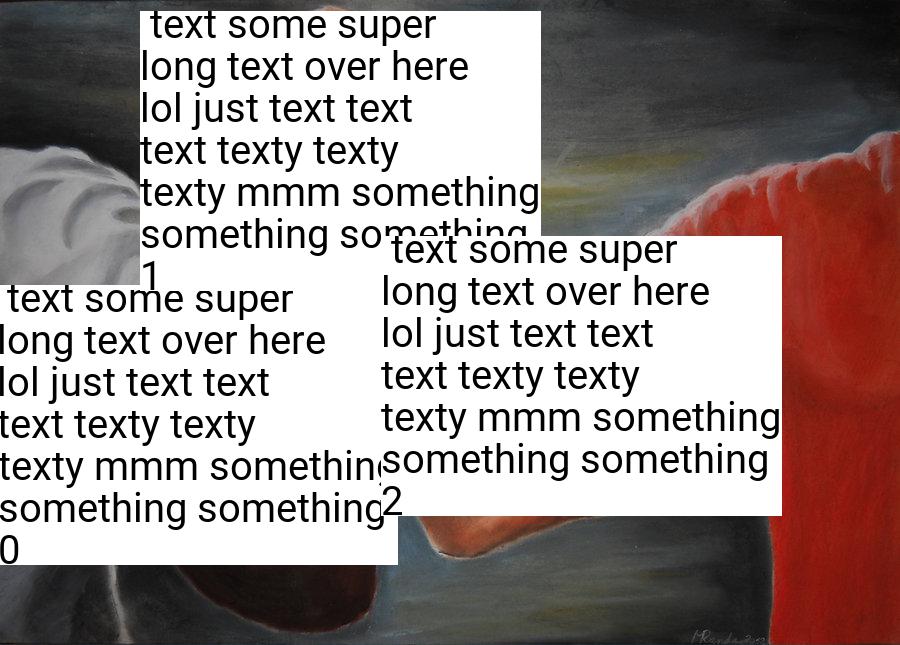 text some super
long text over here
lol just text text
text texty texty
texty mmm something
something something
1
text some super
long text over here
lol just text text
text texty texty
texty mmm something
something something
0
text some super
long text over here
lol just text text
text texty texty
texty mmm something
something something
2